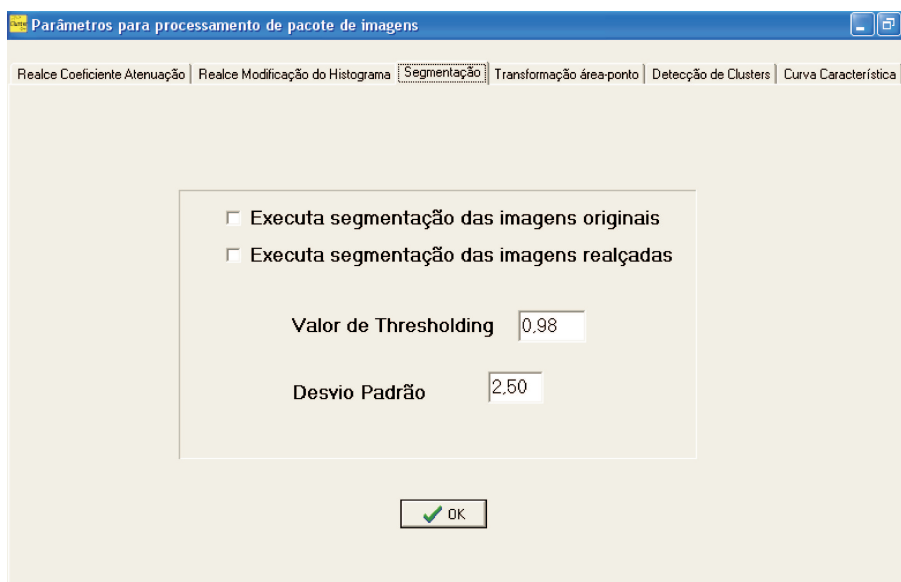 Parâmetros para processamento de pacote de imagens
Realce Coeficiente Atenuação Realce Modificação do Histograma Segmentação Transformação área-ponto Detecção de Clusters Curva Característica
Executa segmentação das imagens originais
Executa segmentação das imagens realçadas
Valor de Thresholding 0,98
Desvio Padrão 2,50
OK